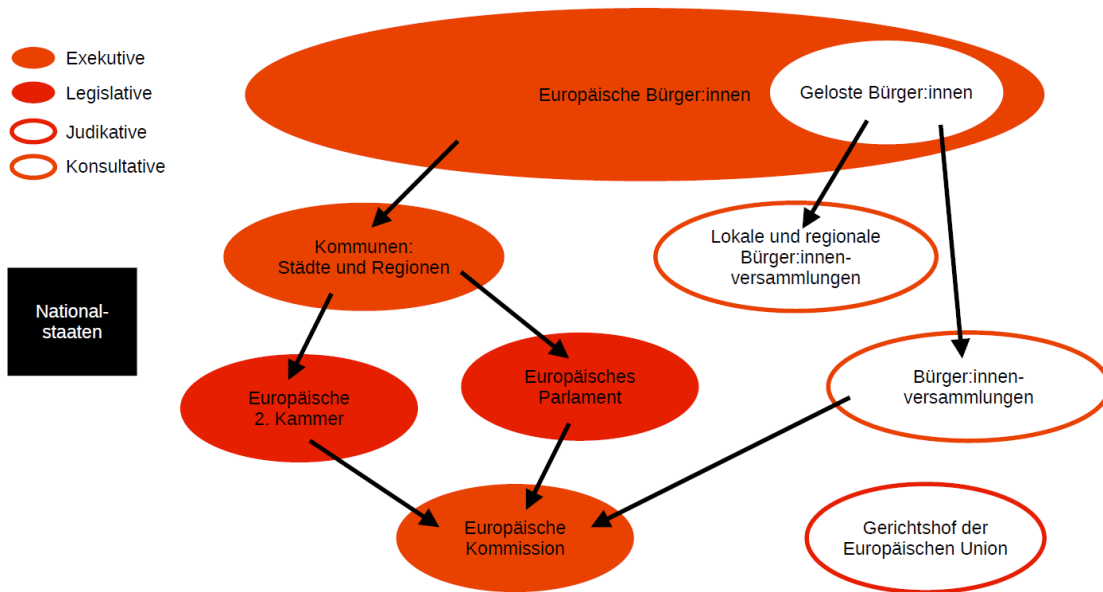 Exekutive
Legislative
Judikative
Konsultative
Europäische Bürger:innen
Geloste Bürger:innen
Kommunen:
Städte und Regionen
Lokale und regionale
Bürger:innen-
versammlungen
National-
staaten
Europäische
2. Kammer
Europäisches
Parlament
Bürger:innen-
versammlungen
Europäische
Kommission
Gerichtshof der
Europäischen Union